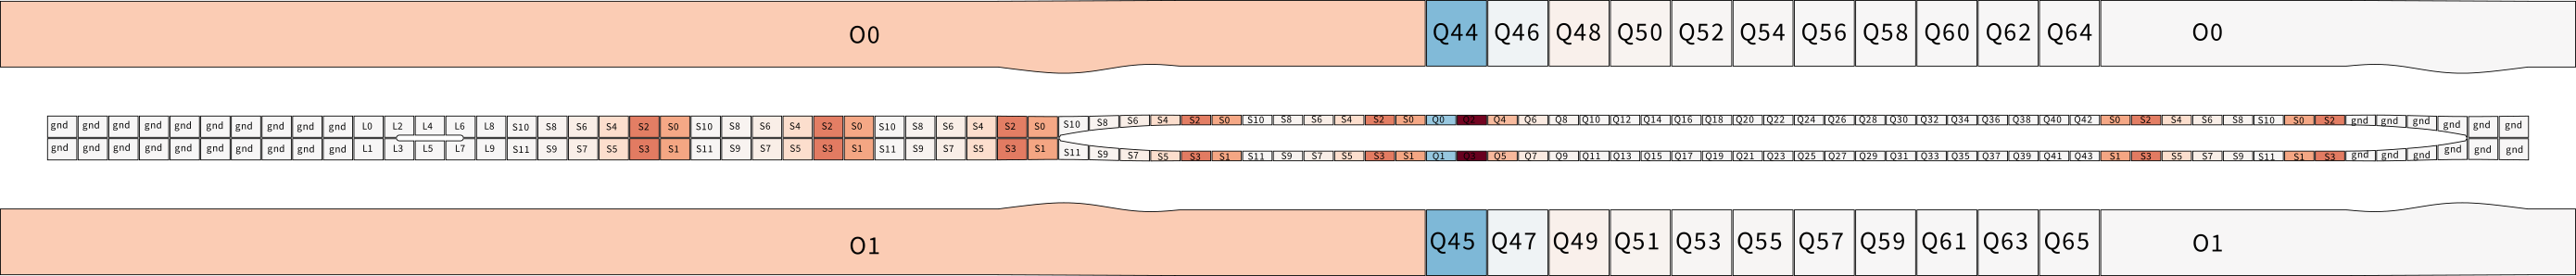 O0 Q44 Q46 Q48 Q50 Q52 Q54 Q56 Q58 Q60 Q62 Q64 O0
gnd gnd gnd gnd gnd gnd gnd gnd gnd gnd L0 L2 L4 L6 L8 S10 S8 S6 S4 S2 S0 S10 S8 S6 S4 S2 S0 S10 S8 S6 S4 S2 S0 S10 S8 S6 S4 S2 S0 S10 S8 S6 S4 S2 S0 Q0 Q2 Q4 Q6 Q8 Q10 Q12 Q14 Q16 Q18 Q20 Q22 Q24 Q26 Q28 Q30 Q32 Q34 Q36 Q38 Q40 Q42 S0 S2 S4 S6 S8 S10 S0 S2 gnd gnd gnd gnd gnd gnd
gnd gnd gnd gnd gnd gnd gnd gnd gnd gnd L1 L3 L5 L7 L9 S11 S9 S7 S5 S3 S1 S11 S9 S7 S5 S3 S1 S11 S9 S7 S5 S3 S1 S11 S9 S7 S5 S3 S1 S11 S9 S7 S5 S3 S1 Q1 Q3 Q5 Q7 Q9 Q11 Q13 Q15 Q17 Q19 Q21 Q23 Q25 Q27 Q29 Q31 Q33 Q35 Q37 Q39 Q41 Q43 S1 S3 S5 S7 S9 S11 S1 S3 gnd gnd gnd gnd gnd gnd
O1 Q45 Q47 Q49 Q51 Q53 Q55 Q57 Q59 Q61 Q63 Q65 O1